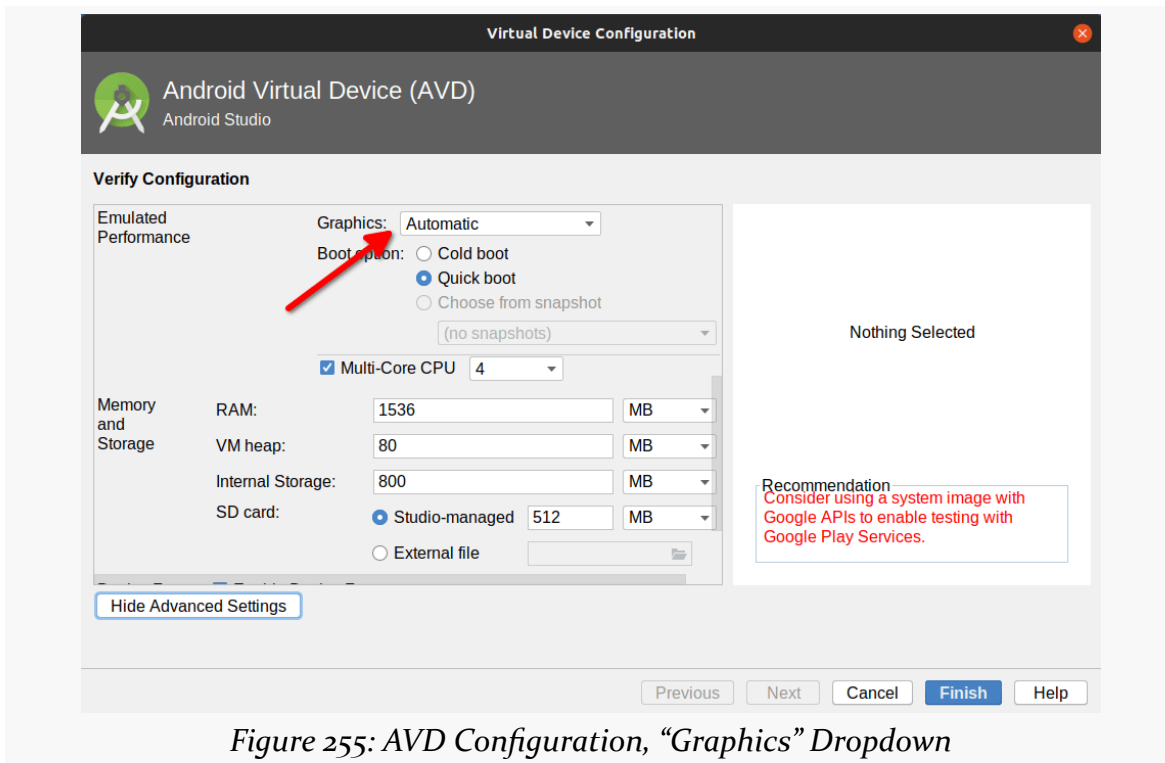 Virtual Device Configuration
Android Virtual Device (AVD)
Android Studio
Verify Configuration
Emulated
Performance
Graphics: Automatic
Boot option: Cold boot
Quick boot
Choose from snapshot
(no snapshots)
Multi-Core CPU 4
Memory
and
Storage
RAM: 1536 MB
VM heap: 80 MB
Internal Storage: 800 MB
SD card: Studio-managed 512 MB
External file
Nothing Selected
Recommendation
Consider using a system image with
Google APIs to enable testing with
Google Play Services.
Hide Advanced Settings
Previous Next Cancel Finish Help
Figure 255: AVD Configuration, “Graphics” Dropdown